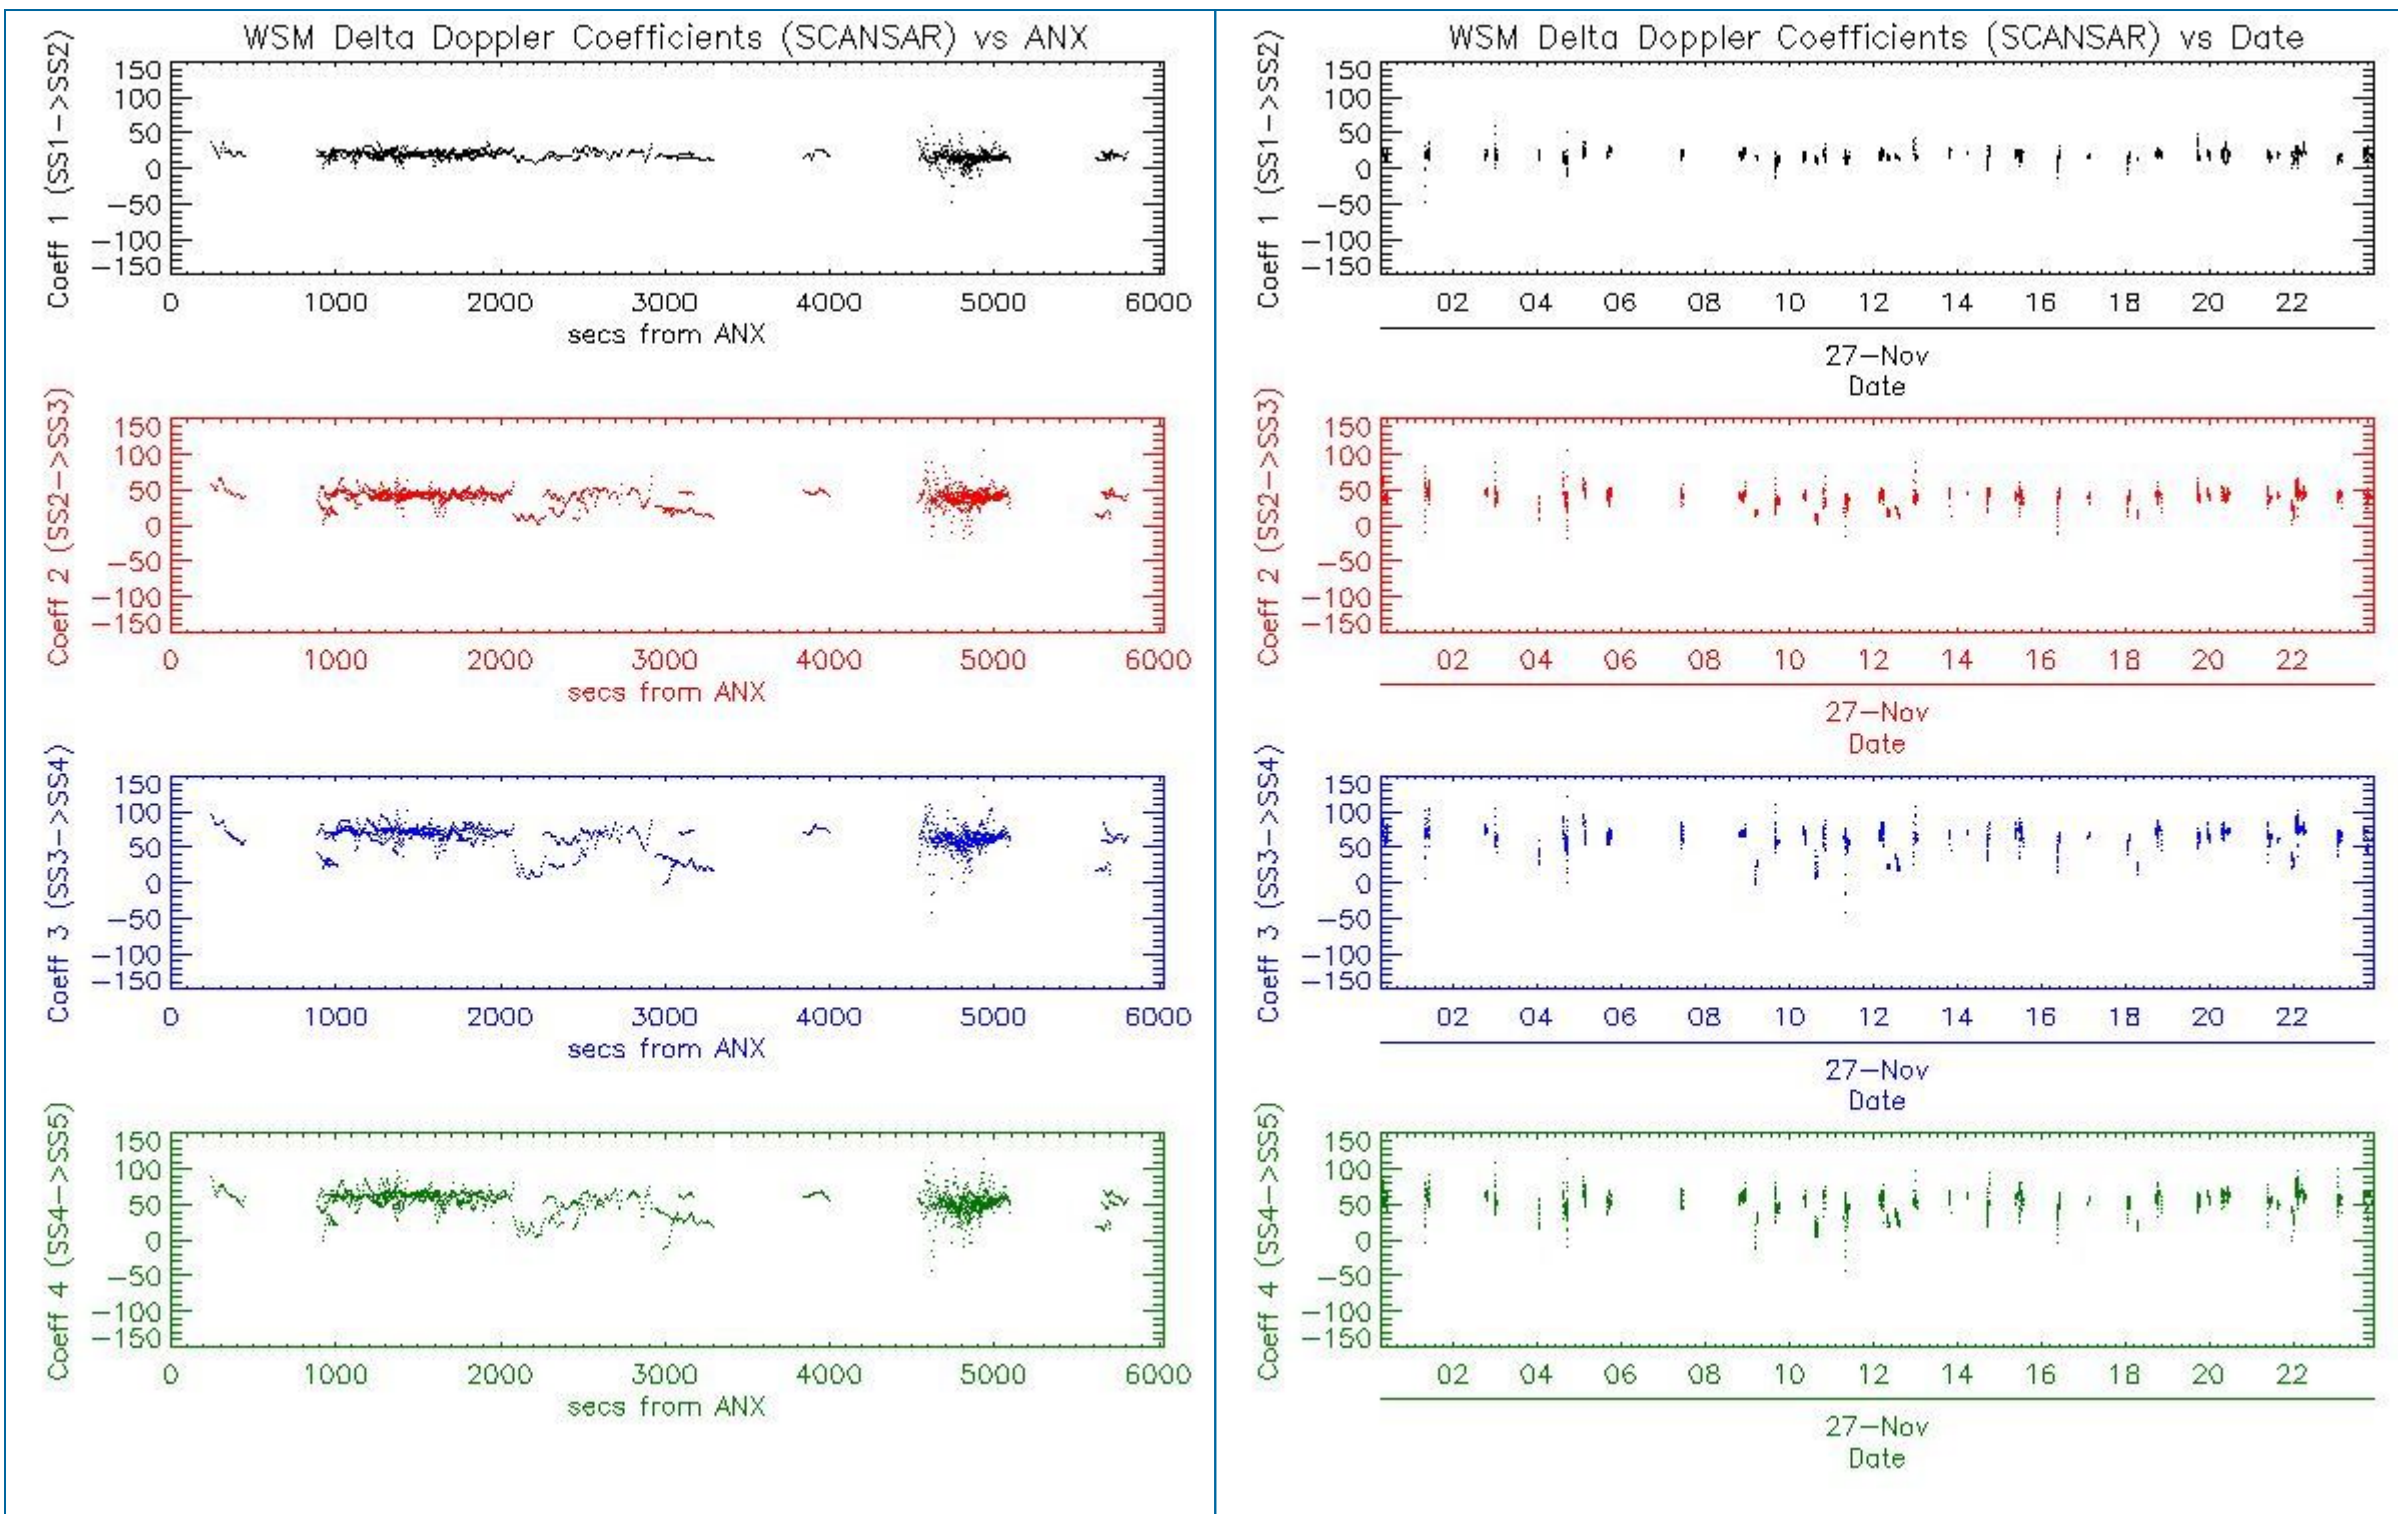 WSM Delta Doppler Coefficients (SCANSAR) vs ANX
Coeff 1 (SS1->SS2)
150
100
50
0
-50
-100
-150
0 1000 2000 3000 4000 5000 6000
secs from ANX
Coeff 2 (SS2->SS3)
150
100
50
0
-50
-100
-150
0 1000 2000 3000 4000 5000 6000
secs from ANX
Coeff 3 (SS3->SS4)
150
100
50
0
-50
-100
-150
0 1000 2000 3000 4000 5000 6000
secs from ANX
Coeff 4 (SS4->SS5)
150
100
50
0
-50
-100
-150
0 1000 2000 3000 4000 5000 6000
secs from ANX
WSM Delta Doppler Coefficients (SCANSAR) vs Date
Coeff 1 (SS1->SS2)
150
100
50
0
-50
-100
-150
02 04 06 08 10 12 14 16 18 20 22
27-Nov
Date
Coeff 2 (SS2->SS3)
150
100
50
0
-50
-100
-150
02 04 06 08 10 12 14 16 18 20 22
27-Nov
Date
Coeff 3 (SS3->SS4)
150
100
50
0
-50
-100
-150
02 04 06 08 10 12 14 16 18 20 22
27-Nov
Date
Coeff 4 (SS4->SS5)
150
100
50
0
-50
-100
-150
02 04 06 08 10 12 14 16 18 20 22
27-Nov
Date